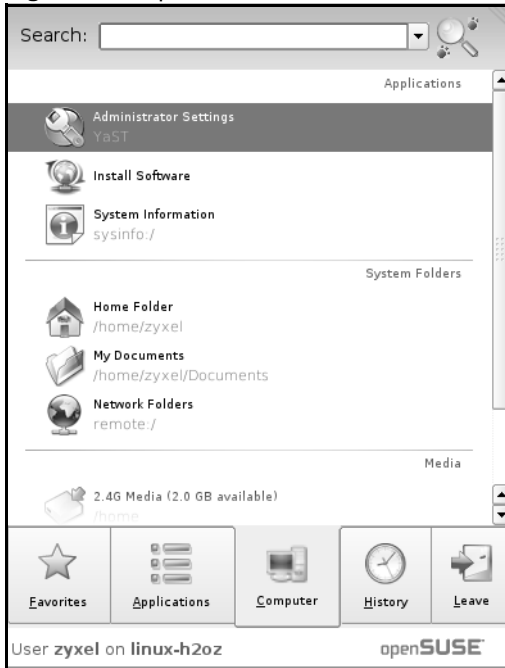 Search:
Applications
Administrator Settings
YaST
Install Software
System Information
sysinfo:/
System Folders
Home Folder
/home/zyxel
My Documents
/home/zyxel/Documents
Network Folders
remote:/
Media
2.4G Media (2.0 GB available)
/home
Favorites Applications Computer History Leave
User zyxel on linux-h2oz openSUSE